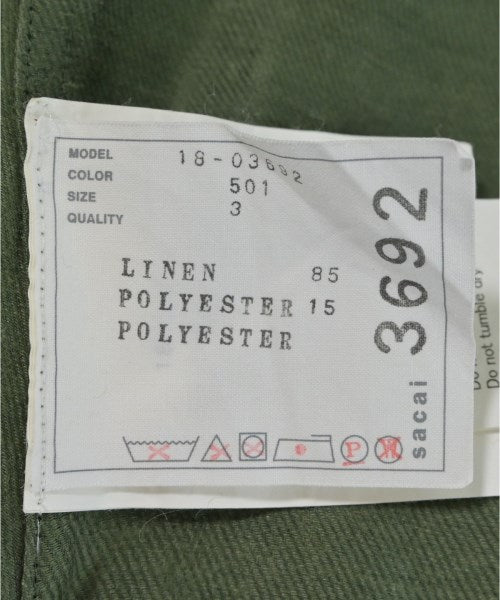 MODEL 18-03692
COLOR 501
SIZE 3
QUALITY
LINEN 85
POLYESTER 15
POLYESTER
sacai 3692
P
W
Do not tumble dry